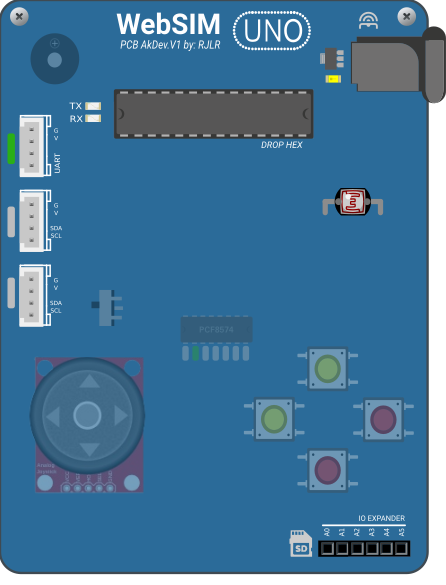 WebSIM
UNO
PCB AkDev.V1 by: RJLR
TX
RX
DROP HEX
G
V
UART
G
V
SDA
SCL
G
V
SDA
SCL
PCF8574
Analog
IO EXPANDER
A0 A1 A2 A3 A4 A5
SD